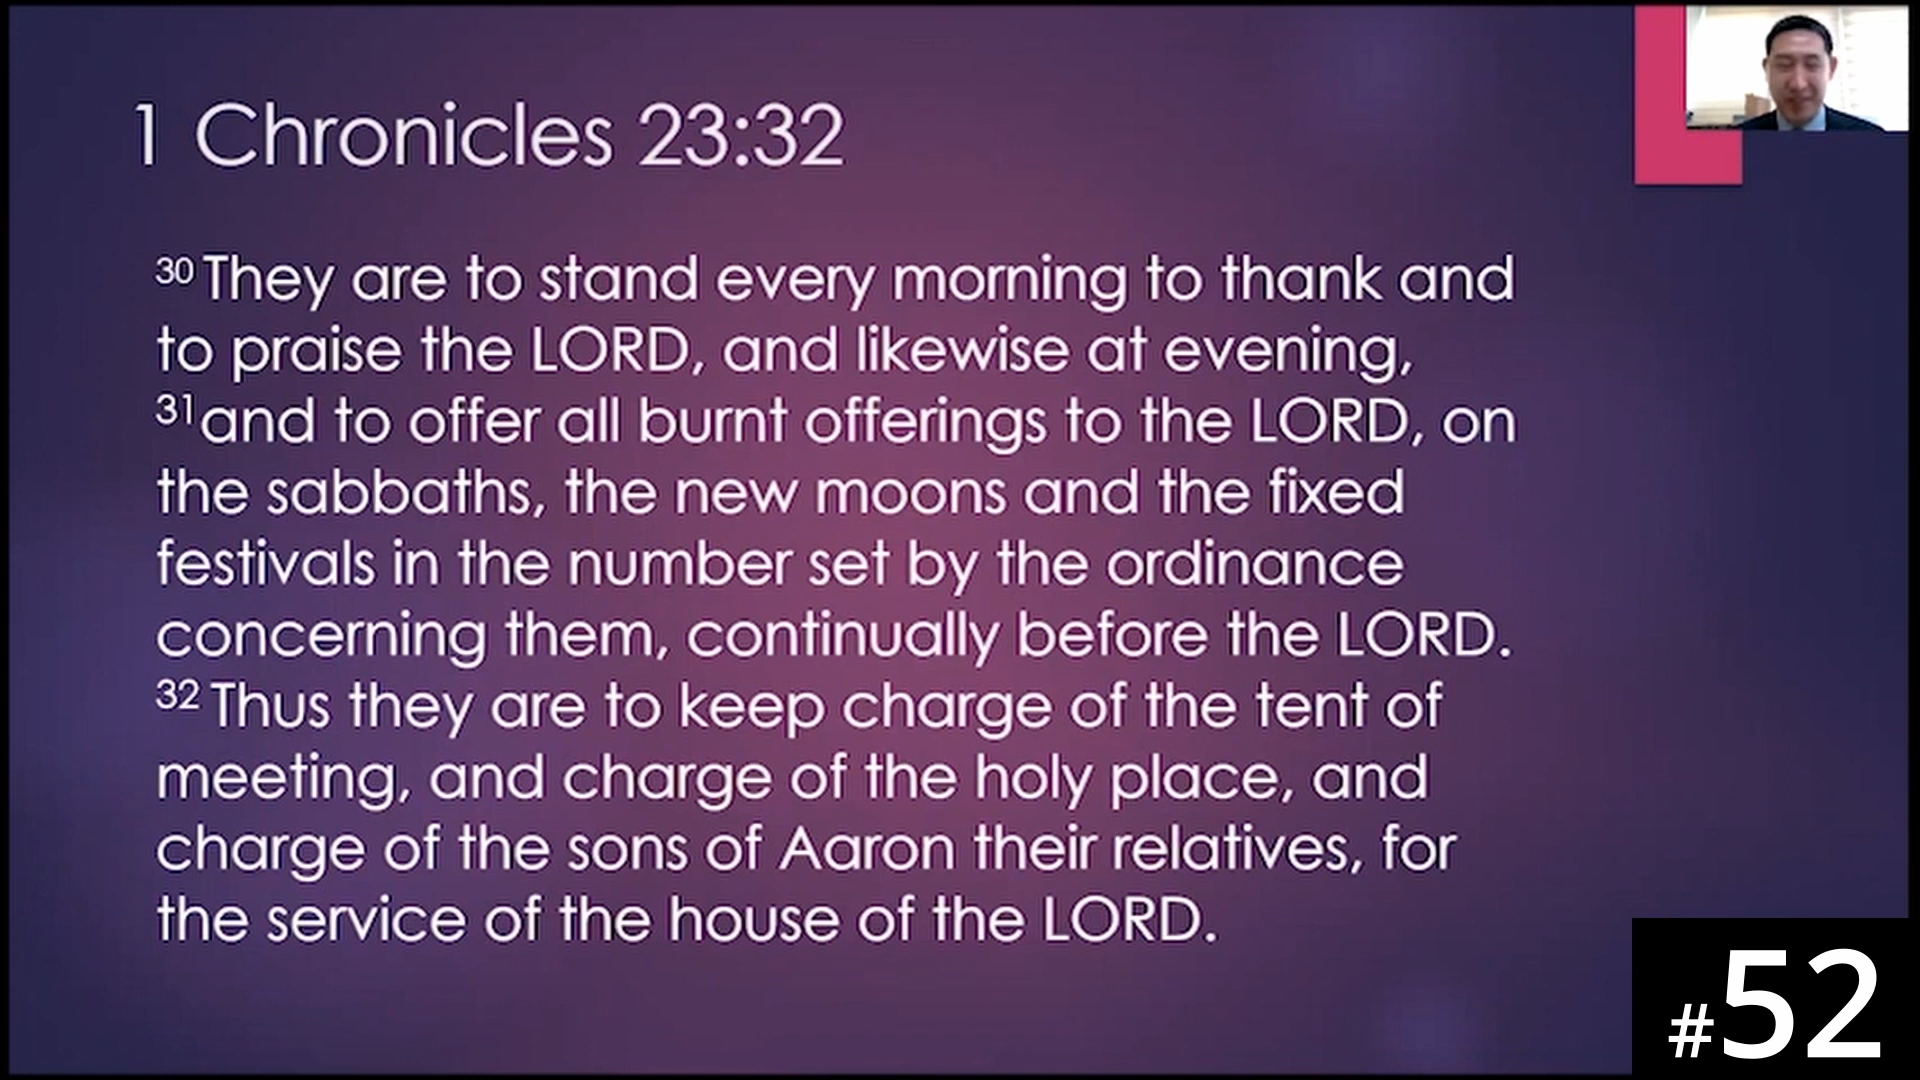 1 Chronicles 23:32
30 They are to stand every morning to thank and
to praise the LORD, and likewise at evening,
31 and to offer all burnt offerings to the LORD, on
the sabbaths, the new moons and the fixed
festivals in the number set by the ordinance
concerning them, continually before the LORD.
32 Thus they are to keep charge of the tent of
meeting, and charge of the holy place, and
charge of the sons of Aaron their relatives, for
the service of the house of the LORD.
#52